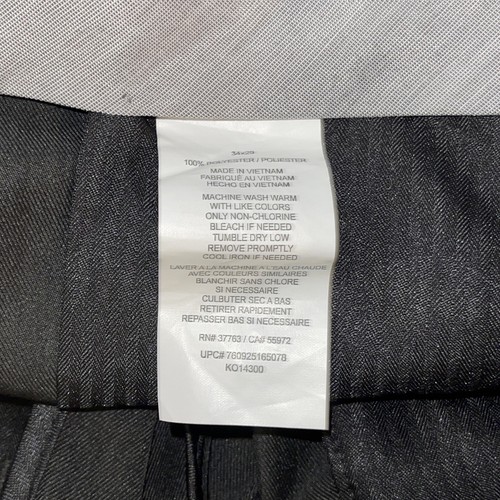 100% POLYESTER / POLIESTER
MADE IN VIETNAM
FABRIQUÉ AU VIETNAM
HECHO EN VIETNAM
MACHINE WASH WARM
WITH LIKE COLORS
ONLY NON-CHLORINE
BLEACH IF NEEDED
TUMBLE DRY LOW
REMOVE PROMPTLY
COOL IRON IF NEEDED
LAVER A LA MACHINE A L'EAU CHAUDE
AVEC COULEURS SIMILAIRES
BLANCHIR SANS CHLORE
SI NECESSAIRE
CULBUTER SEC A BAS
RETIRER RAPIDEMENT
REPASSER BAS SI NECESSAIRE
RN# 37763 / CA# 55972
UPC# 760925165078
KO14300